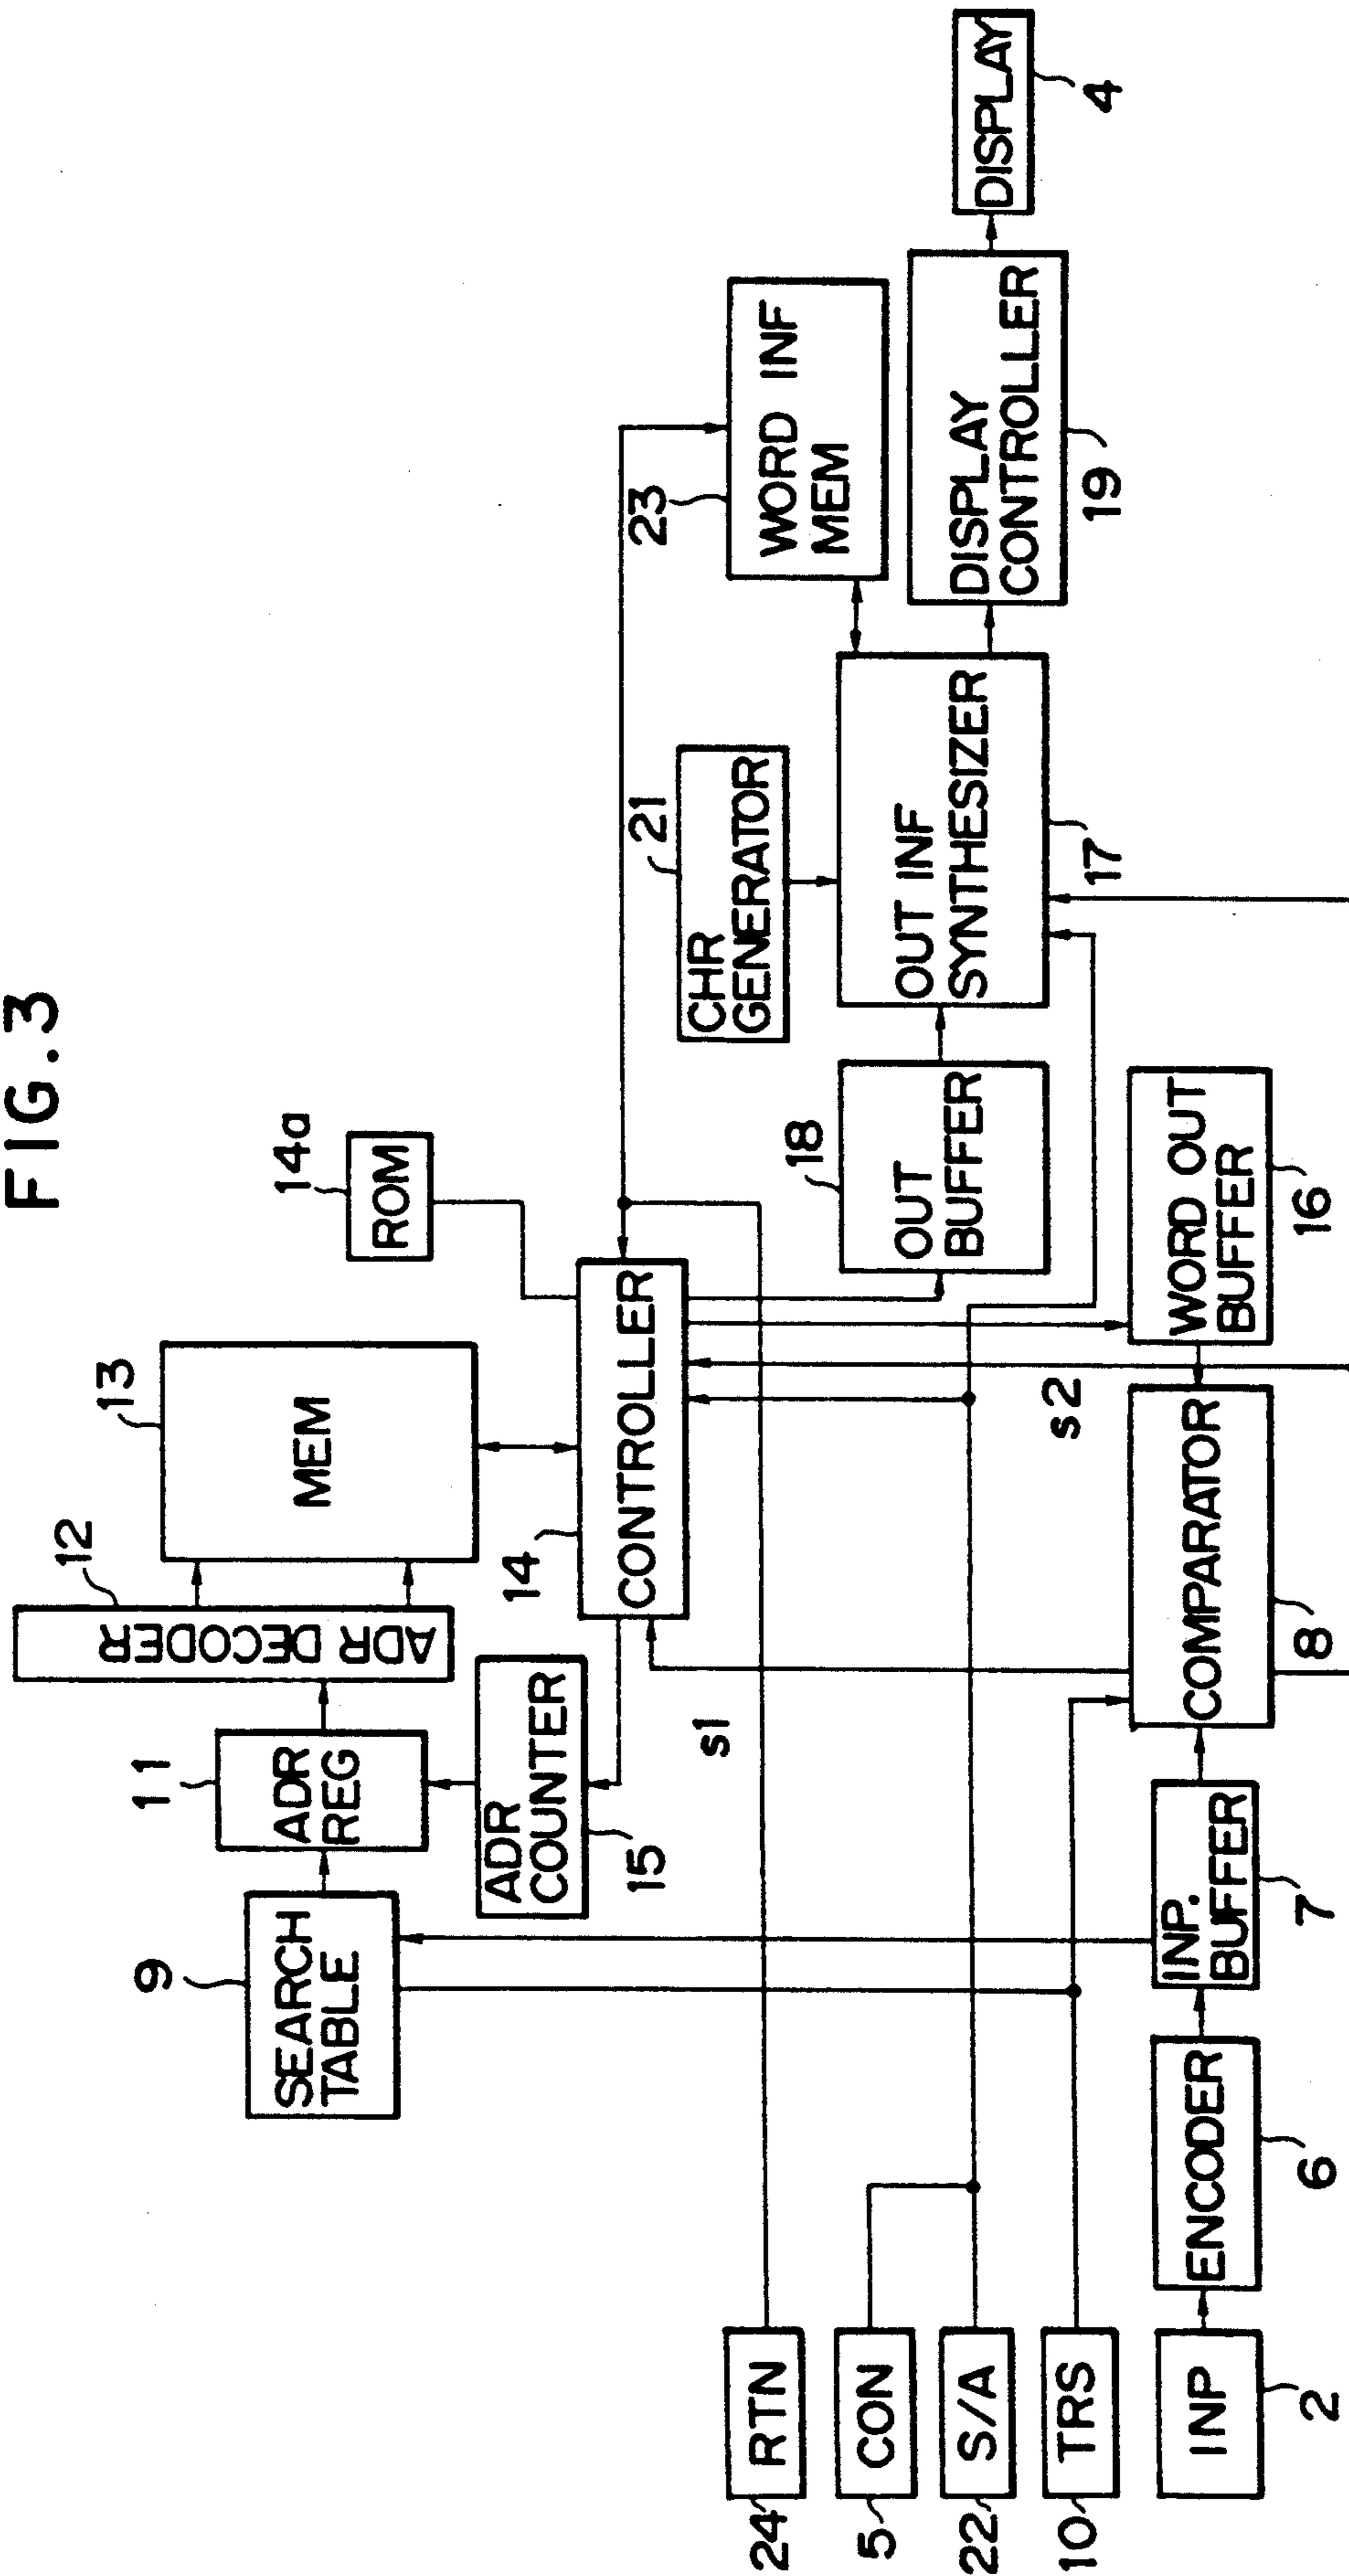 FIG.3
14a
ROM
12
ADR DECODER
13
MEM
11
ADR
REG
9
SEARCH
TABLE
15
ADR
COUNTER
14
CONTROLLER
s1
s2
21
CHR
GENERATOR
23
WORD INF
MEM
18
OUT
BUFFER
OUT INF
SYNTHESIZER
17
DISPLAY
CONTROLLER
19
DISPLAY
4
24
RTN
5
CON
22
S/A
10
TRS
INP
2
ENCODER
6
INP.
BUFFER
7
COMPARATOR
8
WORD OUT
BUFFER
16